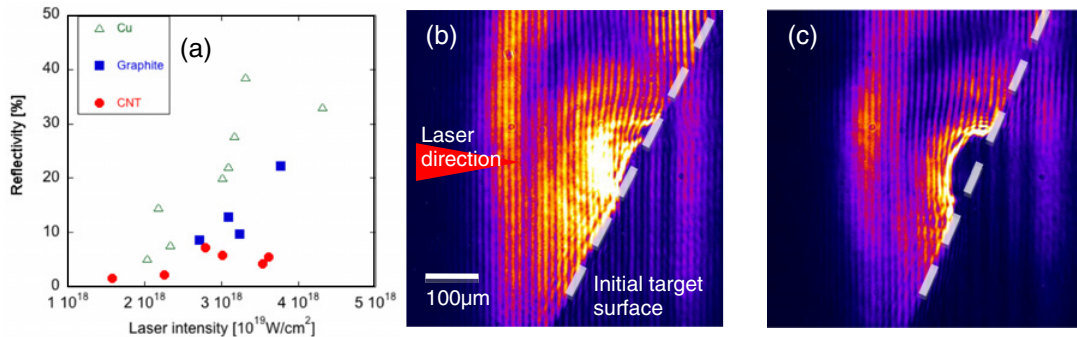 (a)
Cu
Graphite
CNT
Reflectivity [%]
50
40
30
20
10
0
1 10¹⁸
2 10¹⁸
3 10¹⁸
4 10¹⁸
5 10¹⁸
Laser intensity [10¹⁹W/cm²]
(b)
Laser
direction
100μm
Initial target
surface
(c)